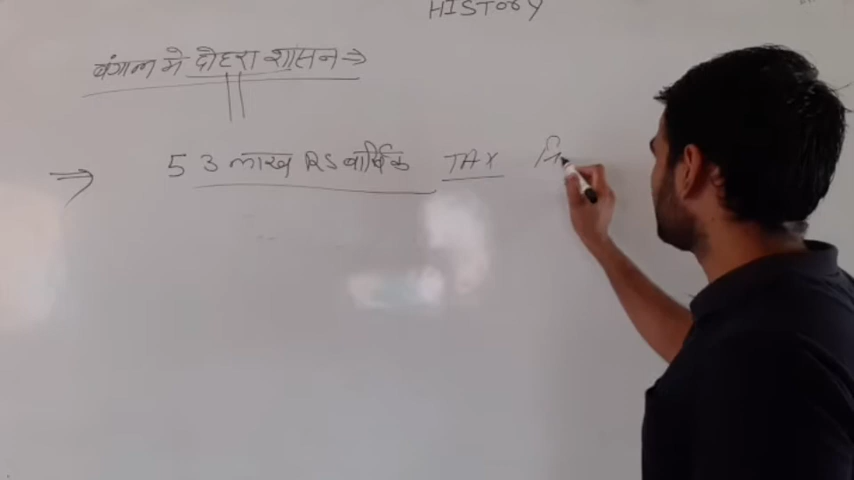 HISTORY
बंगाल मे दोहरा शासन →
⇒ 53 लाख RS वार्षिक TAX